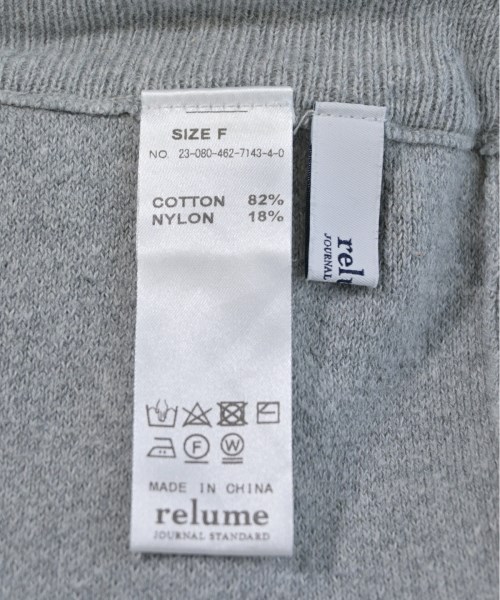 SIZE F
NO. 23-080-462-7143-4-0
COTTON 82%
NYLON 18%
F
W
MADE IN CHINA
relume
JOURNAL STANDARD
relu
JOURNAL